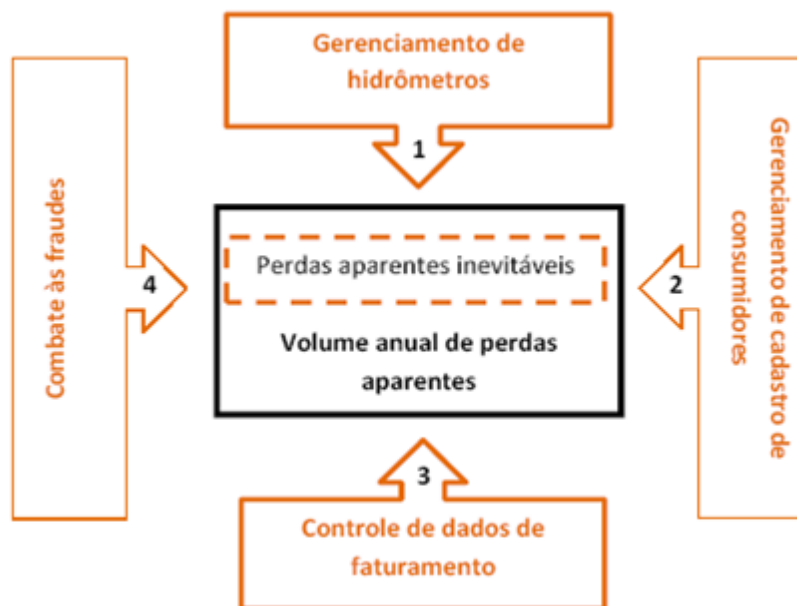 Gerenciamento de
hidrômetros
1
Combate às fraudes
4
Perdas aparentes inevitáveis
Volume anual de perdas
aparentes
2
Gerenciamento de cadastro de
consumidores
3
Controle de dados de
faturamento